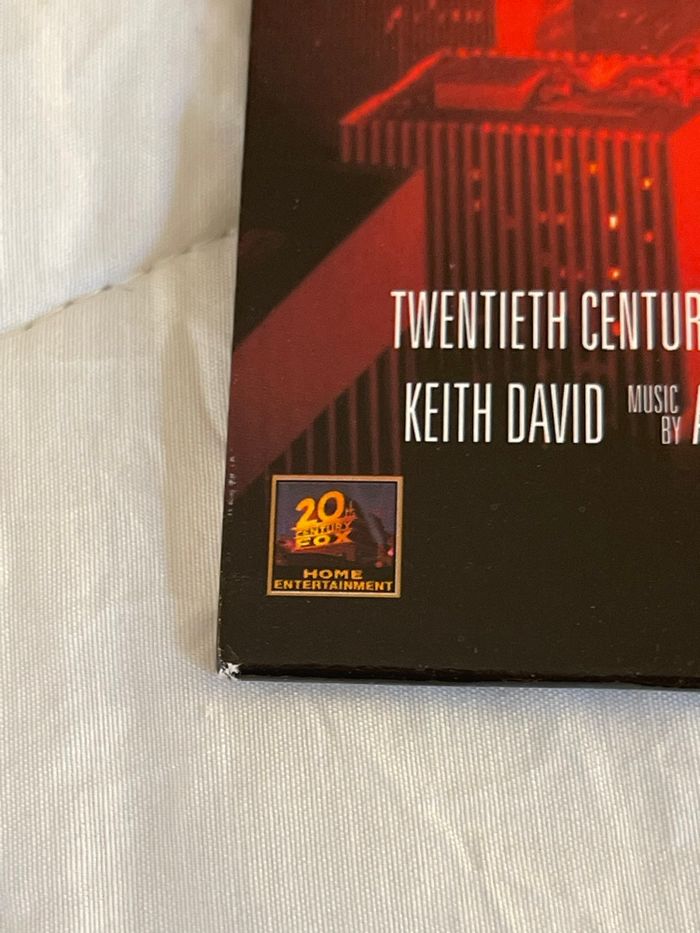 TWENTIETH CENTUR
KEITH DAVID MUSIC BY A
20th
CENTURY
FOX
HOME
ENTERTAINMENT